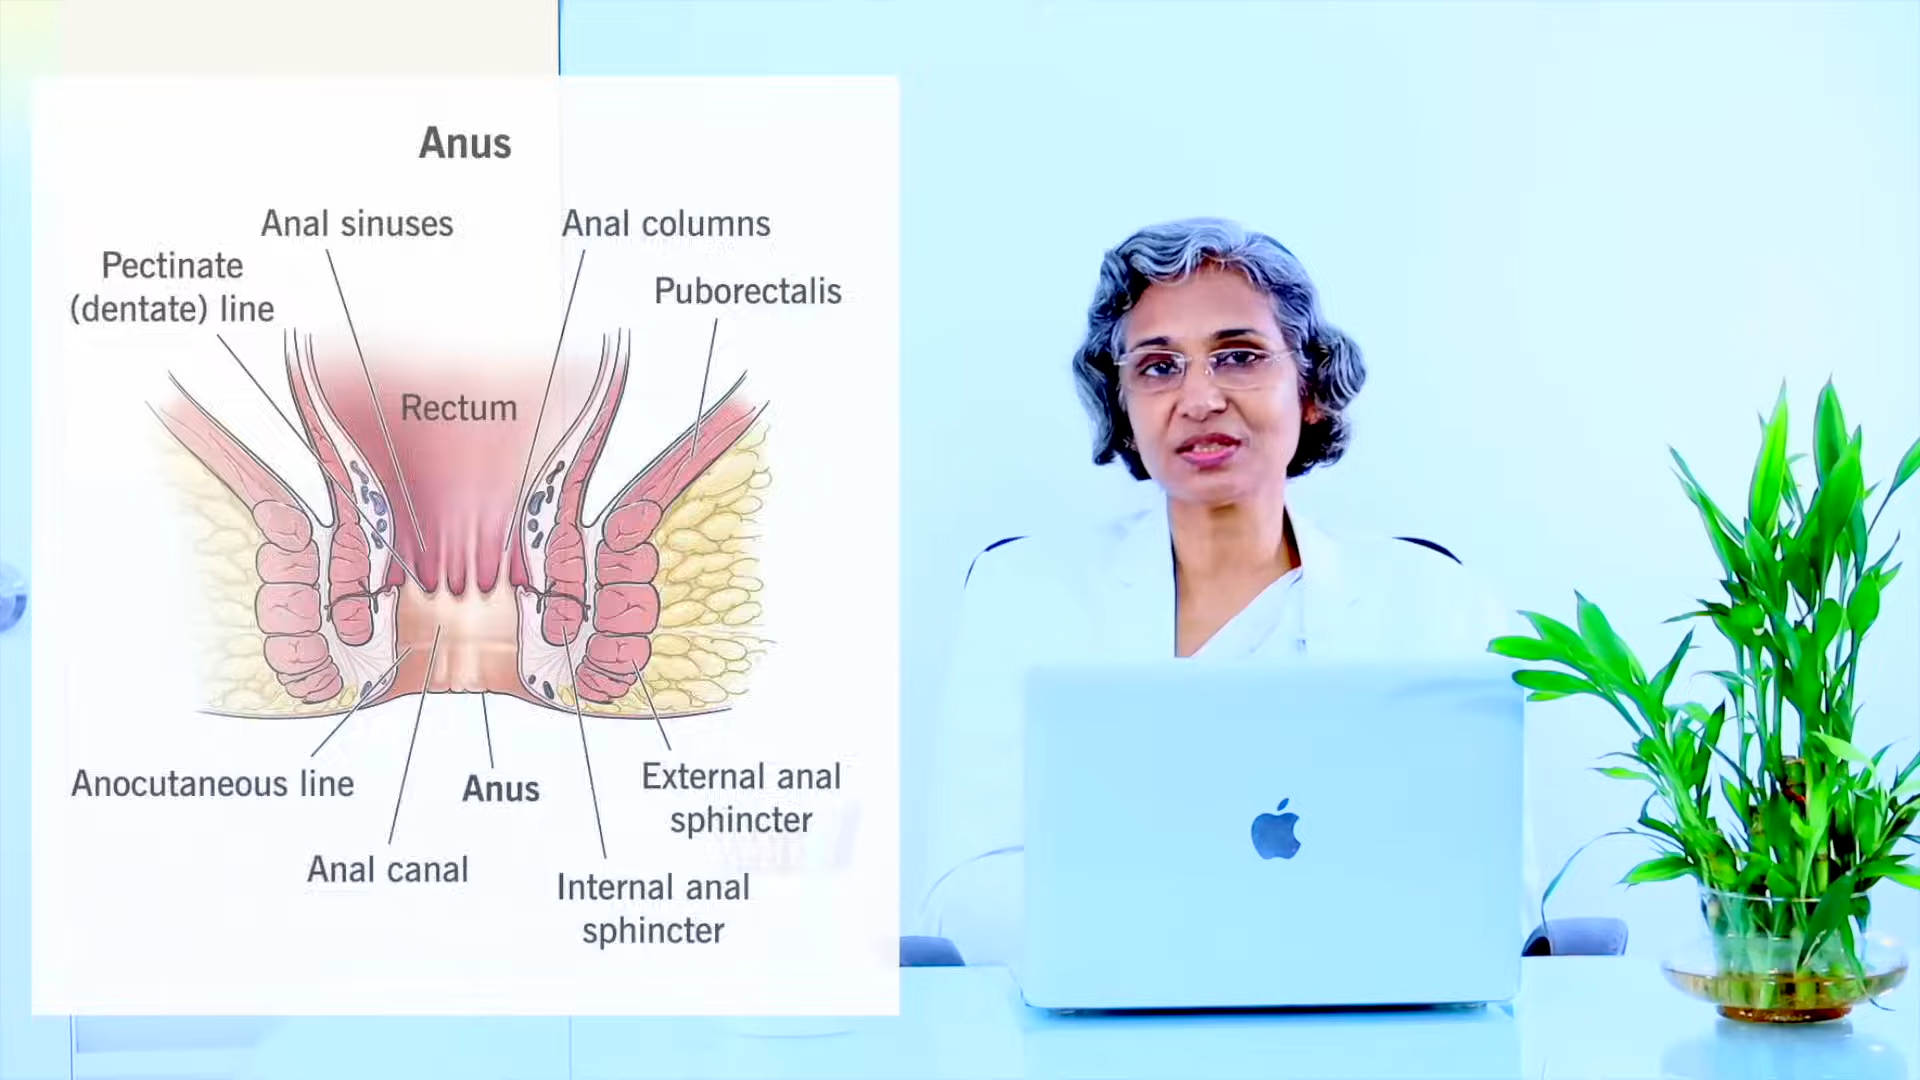 Anus
Anal sinuses
Anal columns
Pectinate
(dentate) line
Puborectalis
Rectum
Anocutaneous line
Anus
External anal
sphincter
Anal canal
Internal anal
sphincter